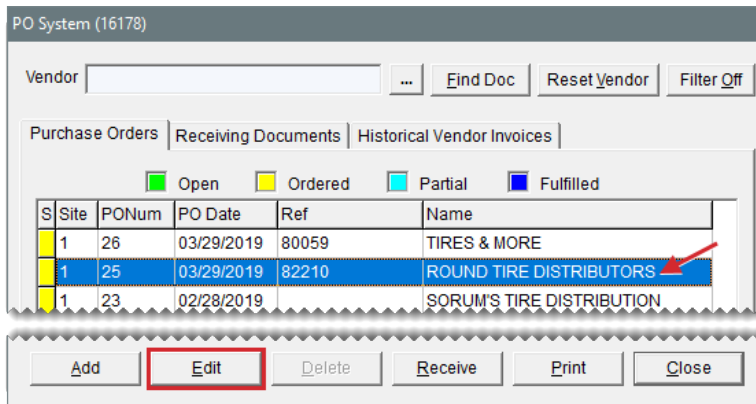 PO System (16178)
Vendor ... Find Doc Reset Vendor Filter Off
Purchase Orders Receiving Documents Historical Vendor Invoices
Open Ordered Partial Fulfilled
S Site PONum PO Date Ref Name
1 26 03/29/2019 80059 TIRES & MORE
1 25 03/29/2019 82210 ROUND TIRE DISTRIBUTORS
1 23 02/28/2019 SORUM'S TIRE DISTRIBUTION
Add Edit Delete Receive Print Close